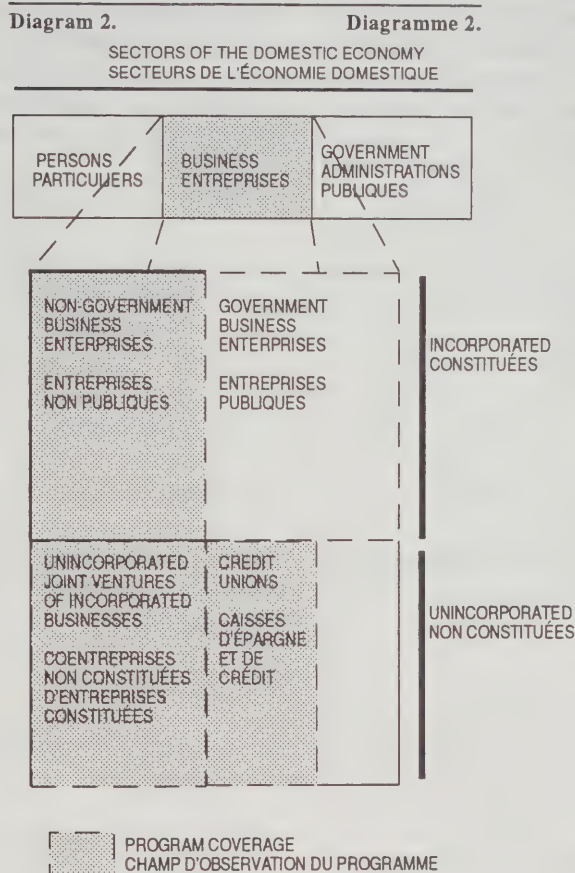 Diagram 2.
Diagramme 2.
SECTORS OF THE DOMESTIC ECONOMY
SECTEURS DE L'ÉCONOMIE DOMESTIQUE
PERSONS
PARTICULIERS
BUSINESS
ENTREPRISES
GOVERNMENT
ADMINISTRATIONS
PUBLIQUES
NON-GOVERNMENT
BUSINESS
ENTERPRISES
ENTREPRISES
NON PUBLIQUES
GOVERNMENT
BUSINESS
ENTERPRISES
ENTREPRISES
PUBLIQUES
INCORPORATED
CONSTITUÉES
UNINCORPORATED
JOINT VENTURES
OF INCORPORATED
BUSINESSES
COENTREPRISES
NON CONSTITUÉES
D'ENTREPRISES
CONSTITUÉES
CREDIT
UNIONS
CAISSES
D'ÉPARGNE
ET DE
CRÉDIT
UNINCORPORATED
NON CONSTITUÉES
PROGRAM COVERAGE
CHAMP D'OBSERVATION DU PROGRAMME